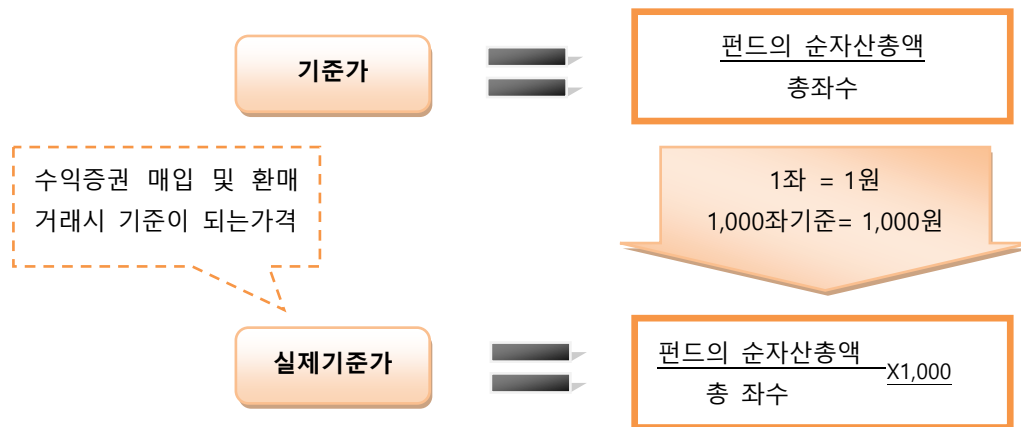 기준가
펀드의 순자산총액
총좌수
수익증권 매입 및 환매
거래시 기준이 되는가격
1좌 = 1원
1,000좌기준= 1,000원
실제기준가
펀드의 순자산총액
X1,000
총 좌수